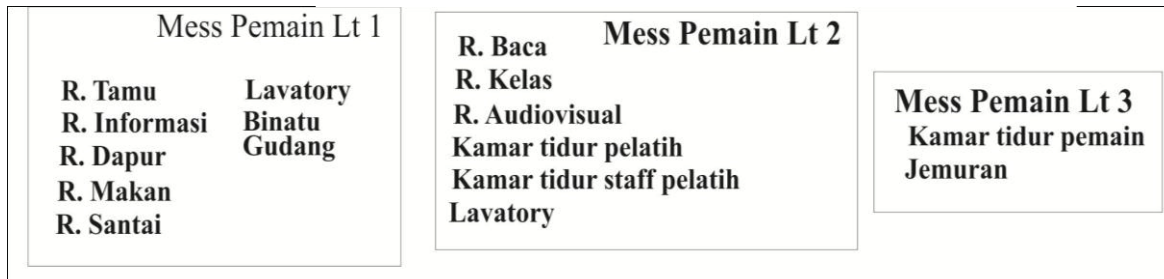 Mess Pemain Lt 1
R. Tamu
R. Informasi
R. Dapur
R. Makan
R. Santai
Lavatory
Binatu
Gudang
Mess Pemain Lt 2
R. Baca
R. Kelas
R. Audiovisual
Kamar tidur pelatih
Kamar tidur staff pelatih
Lavatory
Mess Pemain Lt 3
Kamar tidur pemain
Jemuran